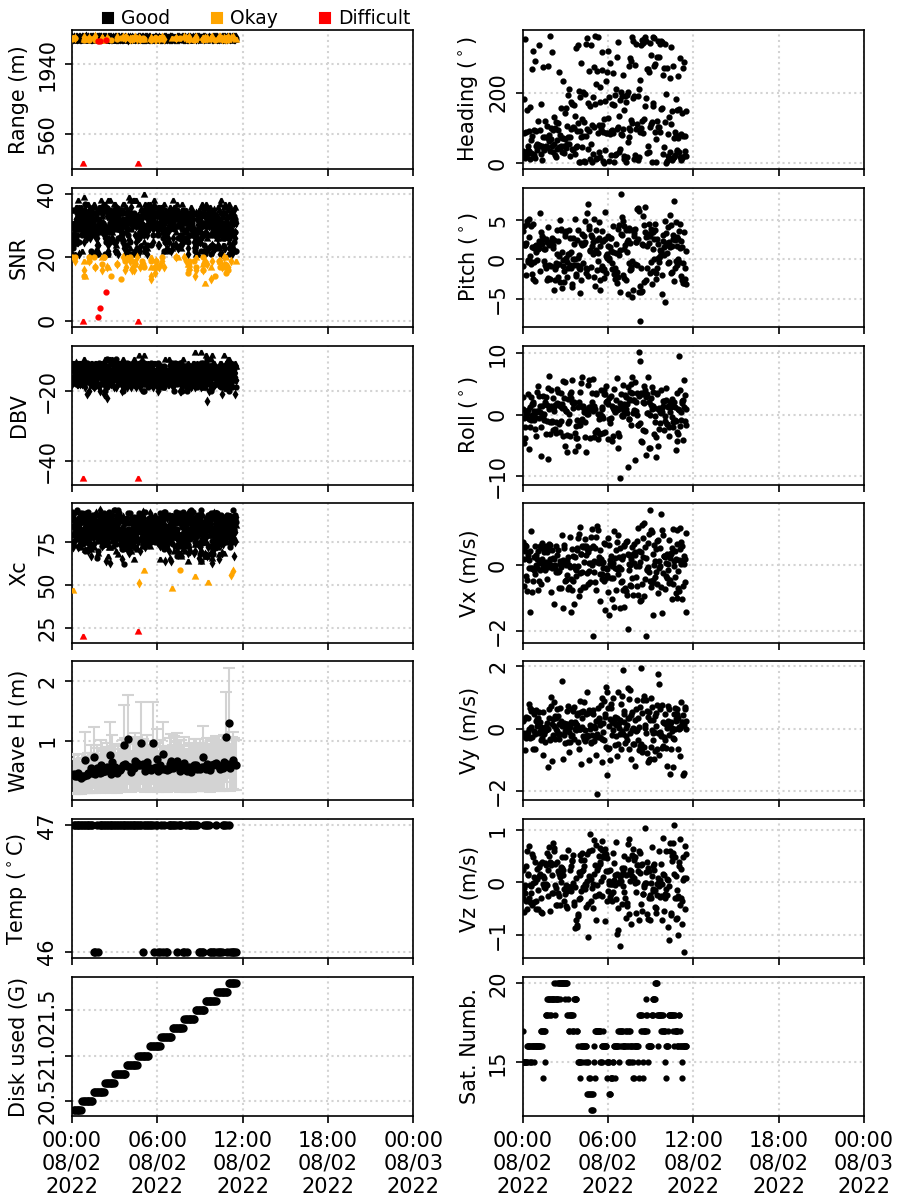 Good Okay Difficult
Range (m)
1940
560
Heading (°)
200
0
SNR
40
20
0
Pitch (°)
5
0
−5
DBV
−20
−40
Roll (°)
10
0
−10
Xc
75
50
25
Vx (m/s)
0
−2
Wave H (m)
2
1
Vy (m/s)
2
0
−2
Temp (°C)
47
46
Vz (m/s)
1
0
−1
Disk used (G)
21.5
21.0
20.5
Sat. Numb.
20
15
00:00 06:00 12:00 18:00 00:00 00:00 06:00 12:00 18:00 00:00
08/02 08/02 08/02 08/02 08/03 08/02 08/02 08/02 08/02 08/03
2022 2022 2022 2022 2022 2022 2022 2022 2022 2022